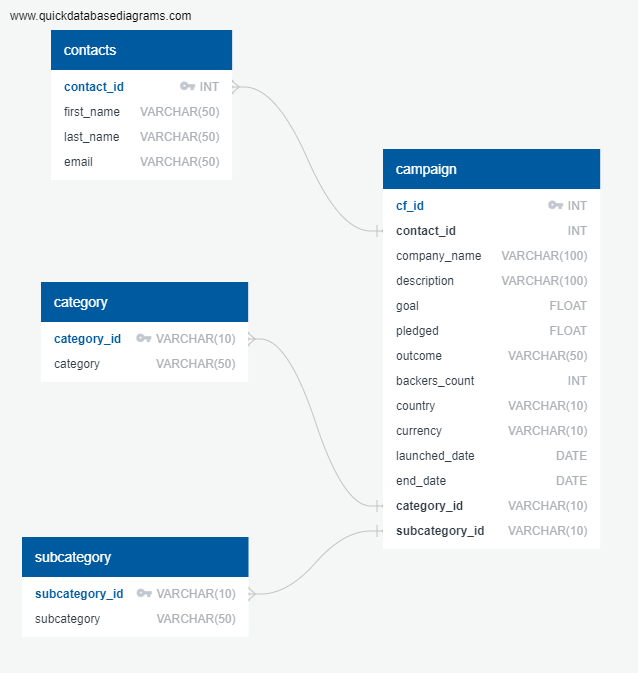 www.quickdatabasediagrams.com
contacts
contact_id INT
first_name VARCHAR(50)
last_name VARCHAR(50)
email VARCHAR(50)
campaign
cf_id INT
contact_id INT
company_name VARCHAR(100)
description VARCHAR(100)
goal FLOAT
pledged FLOAT
outcome VARCHAR(50)
backers_count INT
country VARCHAR(10)
currency VARCHAR(10)
launched_date DATE
end_date DATE
category_id VARCHAR(10)
subcategory_id VARCHAR(10)
category
category_id VARCHAR(10)
category VARCHAR(50)
subcategory
subcategory_id VARCHAR(10)
subcategory VARCHAR(50)